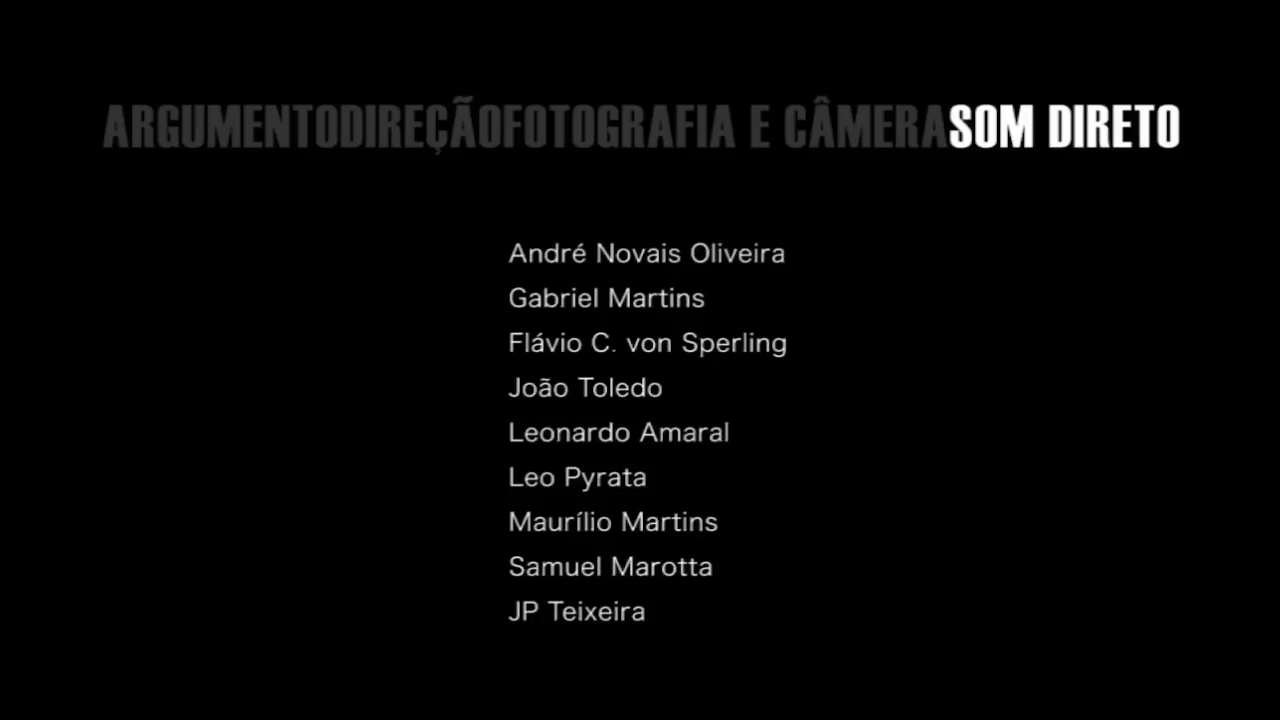 ARGUMENTODIREÇÃOFOTOGRAFIA E CÂMERASOM DIRETO
André Novais Oliveira
Gabriel Martins
Flávio C. von Sperling
João Toledo
Leonardo Amaral
Leo Pyrata
Maurílio Martins
Samuel Marotta
JP Teixeira